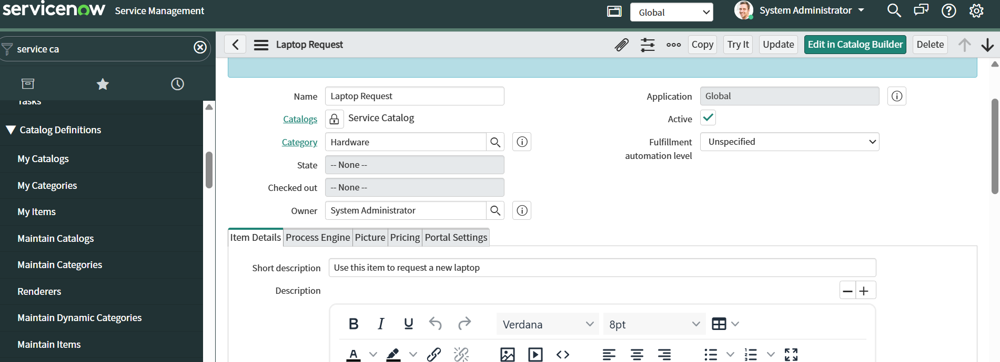 servicenow Service Management
Global
System Administrator
service ca
Laptop Request
Copy
Try It
Update
Edit in Catalog Builder
Delete
Tasks
Catalog Definitions
My Catalogs
My Categories
My Items
Maintain Catalogs
Maintain Categories
Renderers
Maintain Dynamic Categories
Maintain Items
Name Laptop Request
Catalogs Service Catalog
Category Hardware
State -- None --
Checked out -- None --
Owner System Administrator
Application Global
Active
Fulfillment Unspecified
automation level
Item Details Process Engine Picture Pricing Portal Settings
Short description Use this item to request a new laptop
Description
B I U Verdana 8pt
A